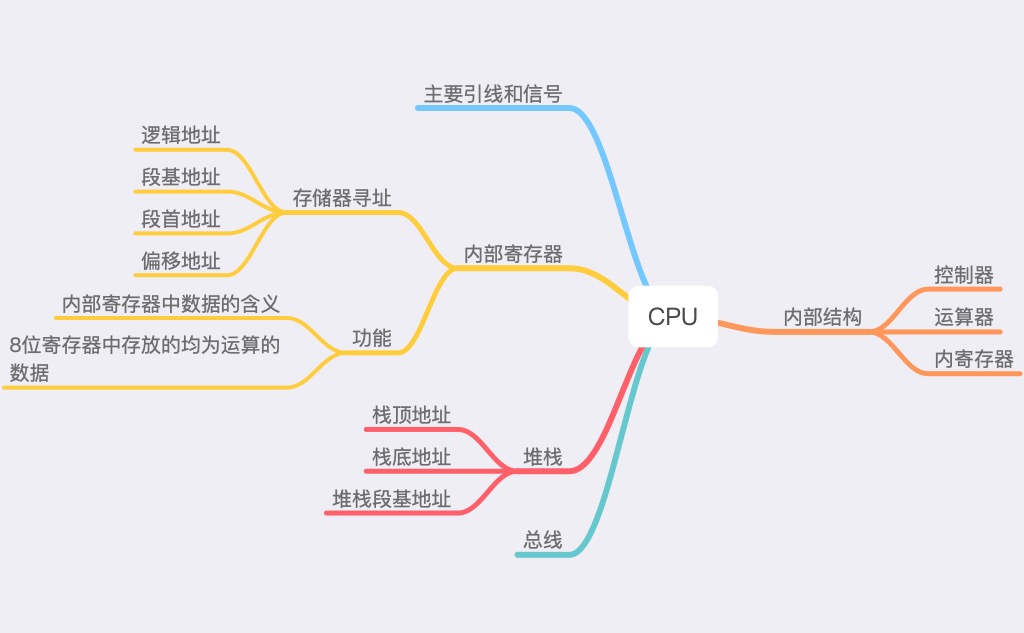 主要引线和信号
逻辑地址
段基地址
段首地址
偏移地址
存储器寻址
内部寄存器
内部寄存器中数据的含义
8位寄存器中存放的均为运算的
数据
功能
栈顶地址
栈底地址
堆栈段基地址
堆栈
总线
CPU
内部结构
控制器
运算器
内寄存器